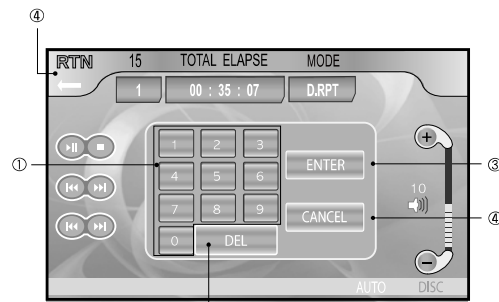 ④
RTN 15 TOTAL ELAPSE MODE
1 00 : 35 : 07 D.RPT
1 2 3
① 4 5 6 ENTER ③
10
7 8 9 CANCEL ④
0 DEL
AUTO DISC